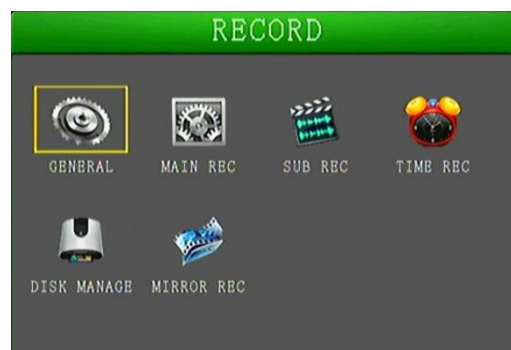 RECORD
GENERAL MAIN REC SUB REC TIME REC
DISK MANAGE MIRROR REC